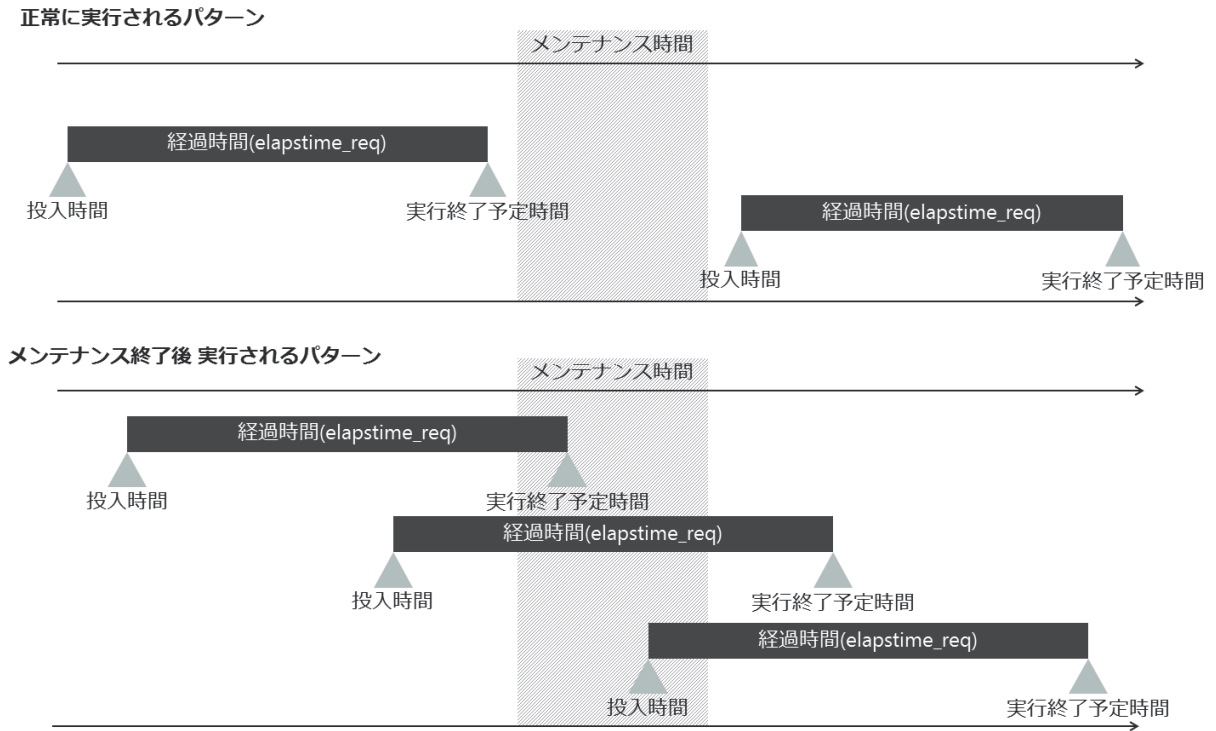 正常に実行されるパターン
メンテナンス時間
経過時間(elapstime_req)
投入時間
実行終了予定時間
経過時間(elapstime_req)
投入時間
実行終了予定時間
メンテナンス終了後 実行されるパターン
メンテナンス時間
経過時間(elapstime_req)
投入時間
実行終了予定時間
経過時間(elapstime_req)
投入時間
実行終了予定時間
経過時間(elapstime_req)
投入時間
実行終了予定時間